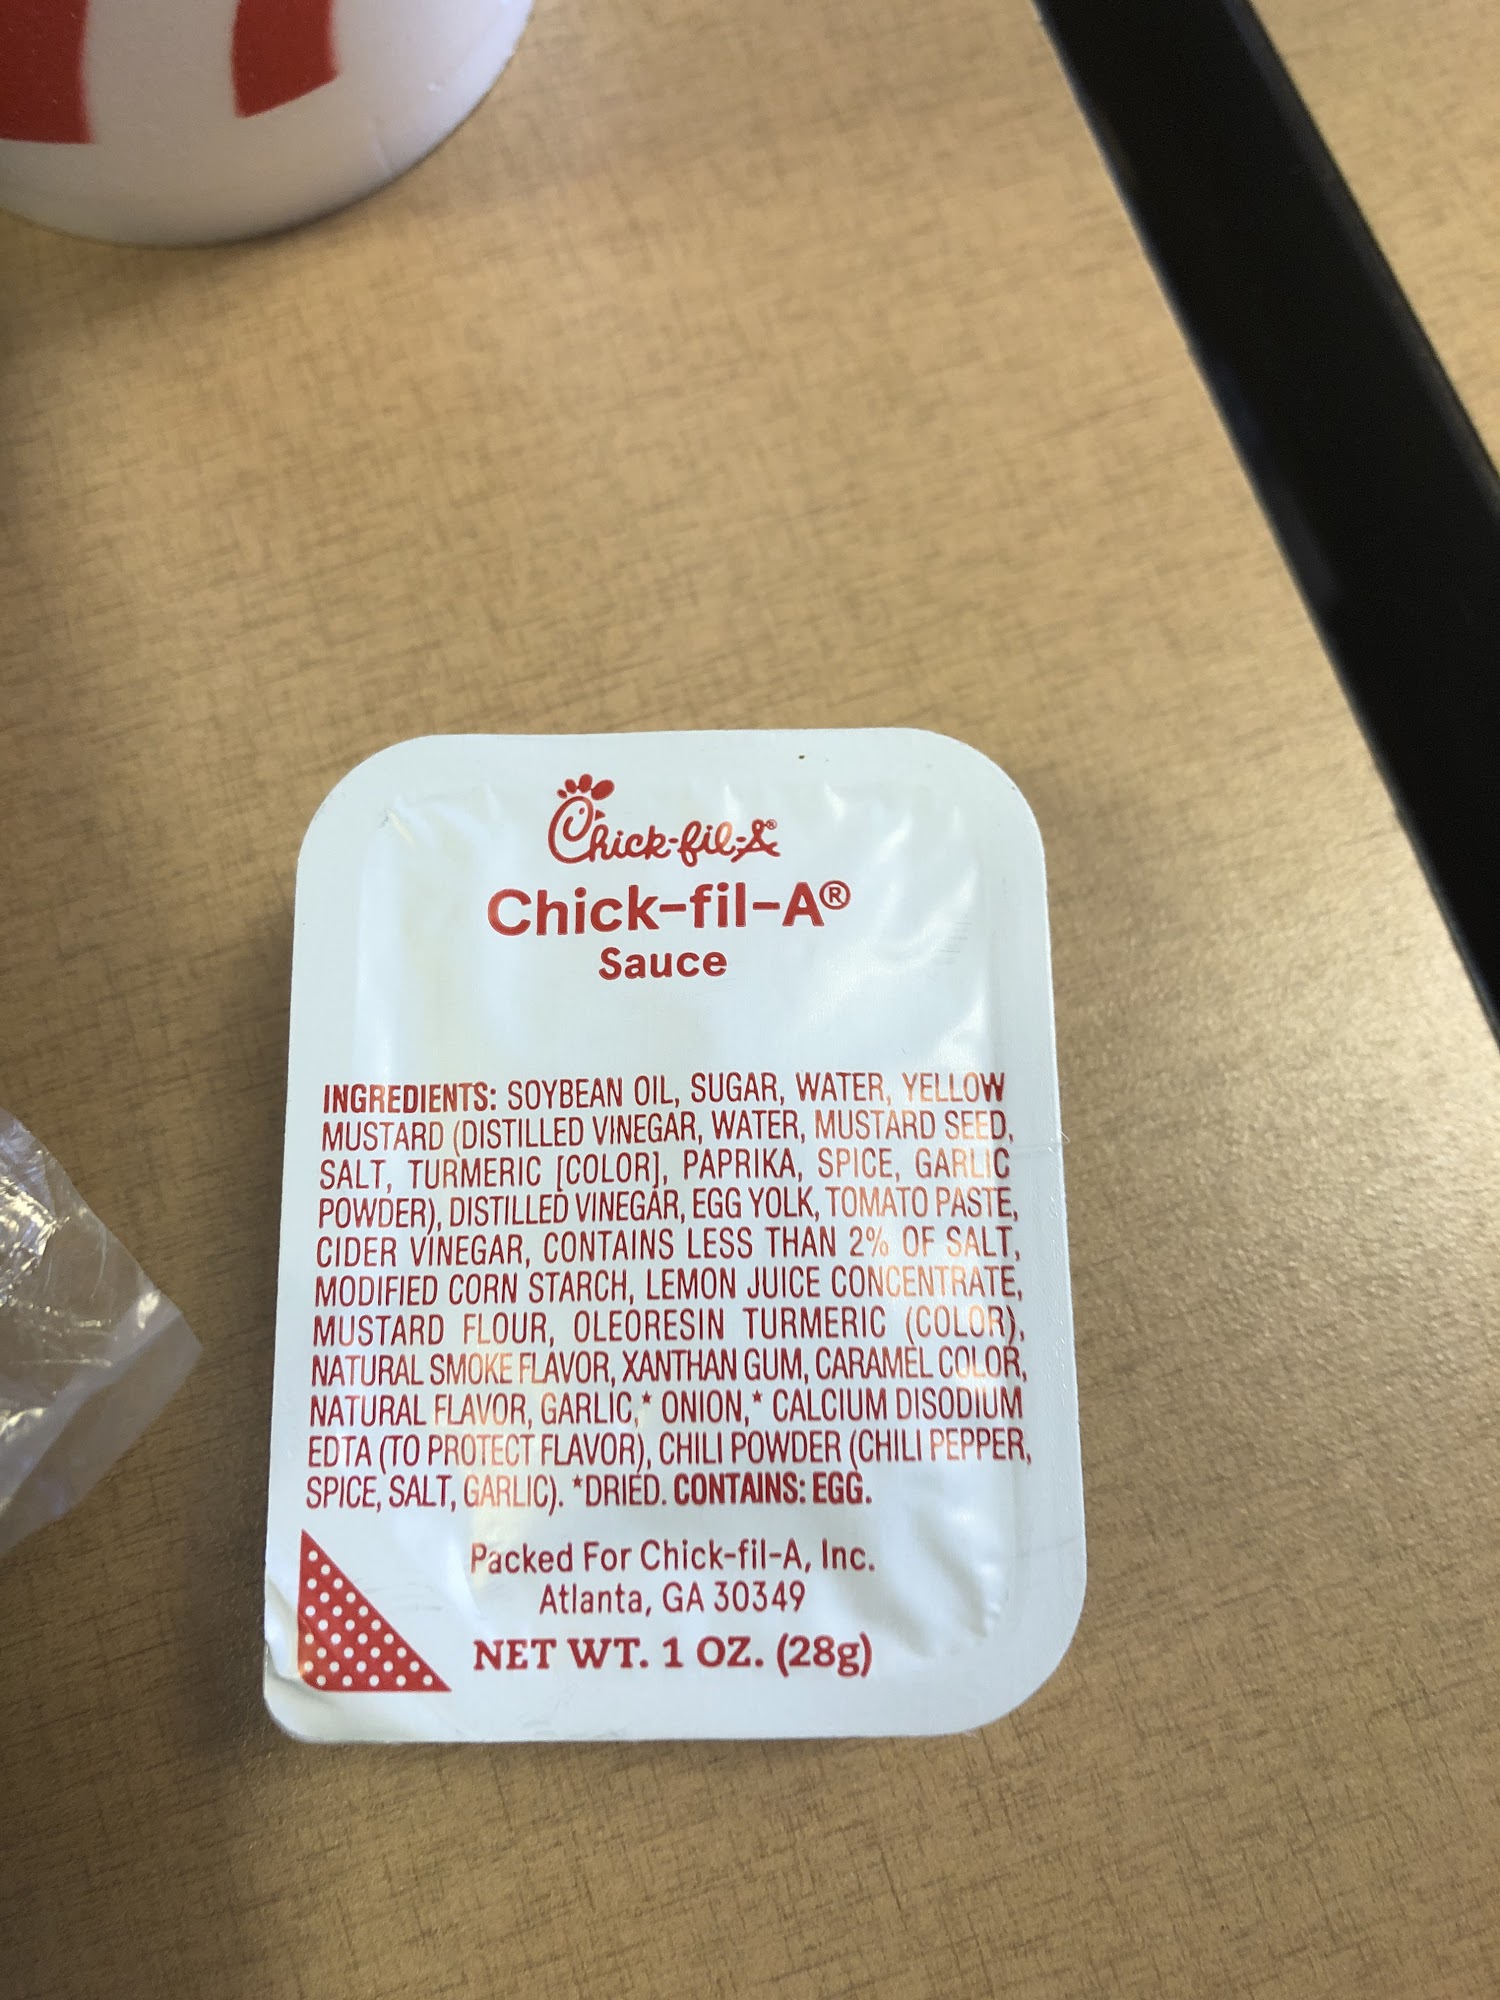 Chick-fil-A®
Chick-fil-A®
Sauce
INGREDIENTS: SOYBEAN OIL, SUGAR, WATER, YELLOW
MUSTARD (DISTILLED VINEGAR, WATER, MUSTARD SEED,
SALT, TURMERIC [COLOR], PAPRIKA, SPICE, GARLIC
POWDER), DISTILLED VINEGAR, EGG YOLK, TOMATO PASTE,
CIDER VINEGAR, CONTAINS LESS THAN 2% OF SALT,
MODIFIED CORN STARCH, LEMON JUICE CONCENTRATE,
MUSTARD FLOUR, OLEORESIN TURMERIC (COLOR),
NATURAL SMOKE FLAVOR, XANTHAN GUM, CARAMEL COLOR,
NATURAL FLAVOR, GARLIC,* ONION,* CALCIUM DISODIUM
EDTA (TO PROTECT FLAVOR), CHILI POWDER (CHILI PEPPER,
SPICE, SALT, GARLIC). *DRIED. CONTAINS: EGG.
Packed For Chick-fil-A, Inc.
Atlanta, GA 30349
NET WT. 1 OZ. (28g)